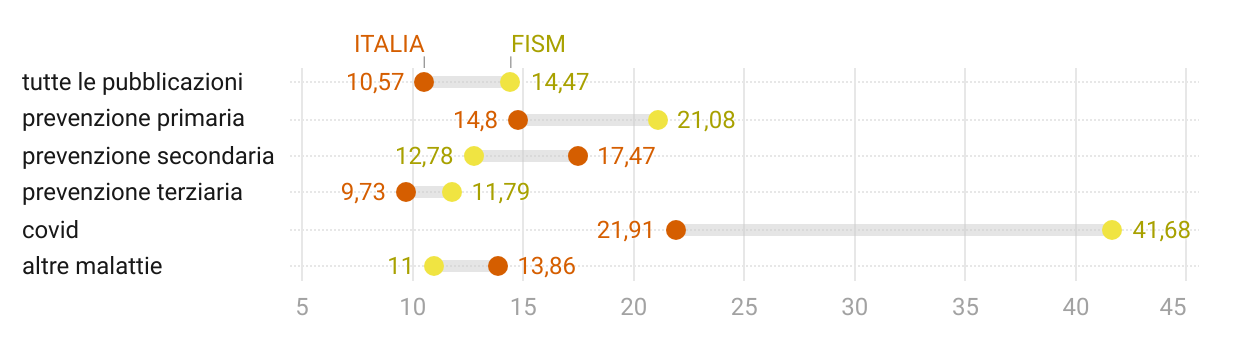 ITALIA FISM
tutte le pubblicazioni 10,57 14,47
prevenzione primaria 14,8 21,08
prevenzione secondaria 12,78 17,47
prevenzione terziaria 9,73 11,79
covid 21,91 41,68
altre malattie 11 13,86
5 10 15 20 25 30 35 40 45